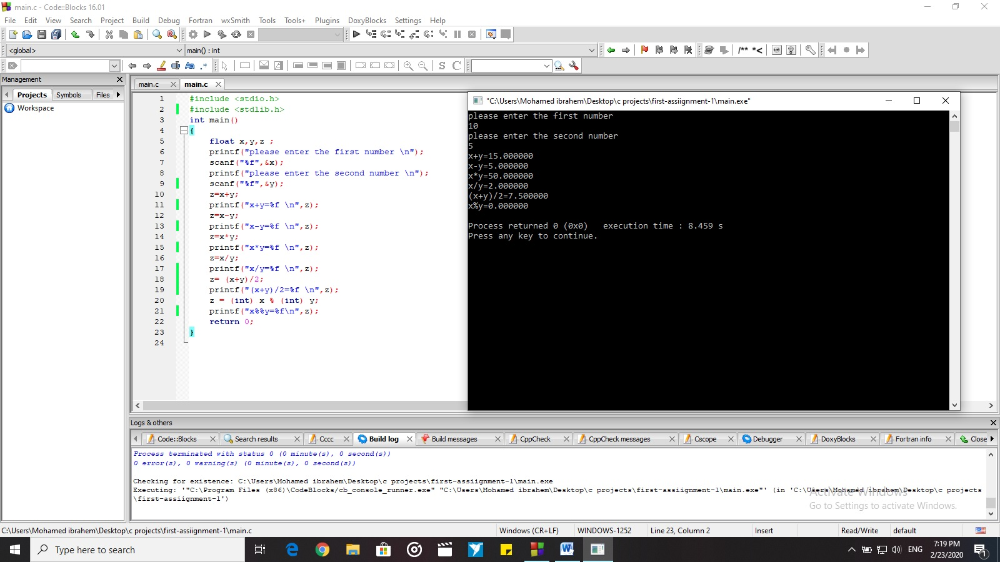 main.c - Code::Blocks 16.01
File Edit View Search Project Build Debug Fortran wxSmith Tools Tools+ Plugins DoxyBlocks Settings Help
<global> main() : int
/** *<
Aa .* S C
Management
Projects Symbols Files
Workspace
main.c main.c
1 #include <stdio.h>
2 #include <stdlib.h>
3 int main()
4 {
5 float x,y,z ;
6 printf("please enter the first number \n");
7 scanf("%f",&x);
8 printf("please enter the second number \n");
9 scanf("%f",&y);
10 z=x+y;
11 printf("x+y=%f \n",z);
12 z=x-y;
13 printf("x-y=%f \n",z);
14 z=x*y;
15 printf("x*y=%f \n",z);
16 z=x/y;
17 printf("x/y=%f \n",z);
18 z= (x+y)/2;
19 printf("(x+y)/2=%f \n",z);
20 z = (int) x % (int) y;
21 printf("x%%y=%f\n",z);
22 return 0;
23 }
24
"C:\Users\Mohamed ibrahem\Desktop\c projects\first-assiignment-1\main.exe"
please enter the first number
10
please enter the second number
5
x+y=15.000000
x-y=5.000000
x*y=50.000000
x/y=2.000000
(x+y)/2=7.500000
x%y=0.000000
Process returned 0 (0x0) execution time : 8.459 s
Press any key to continue.
Logs & others
Code::Blocks Search results Cccc Build log Build messages CppCheck CppCheck messages Cscope Debugger DoxyBlocks Fortran info Close
Process terminated with status 0 (0 minute(s), 0 second(s))
0 error(s), 0 warning(s) (0 minute(s), 0 second(s))
Checking for existence: C:\Users\Mohamed ibrahem\Desktop\c projects\first-assiignment-1\main.exe
Executing: '"C:\Program Files (x86)\CodeBlocks/cb_console_runner.exe" "C:\Users\Mohamed ibrahem\Desktop\c projects\first-assiignment-1\main.exe"' (in 'C:\Users\Mohamed ibrahem\Desktop\c projects
\first-assiignment-1')
Activate Windows
Go to Settings to activate Windows.
C:\Users\Mohamed ibrahem\Desktop\c projects\first-assiignment-1\main.c Windows (CR+LF) WINDOWS-1252 Line 23, Column 2 Insert Read/Write default
Type here to search
ENG
7:19 PM
2/23/2020
1